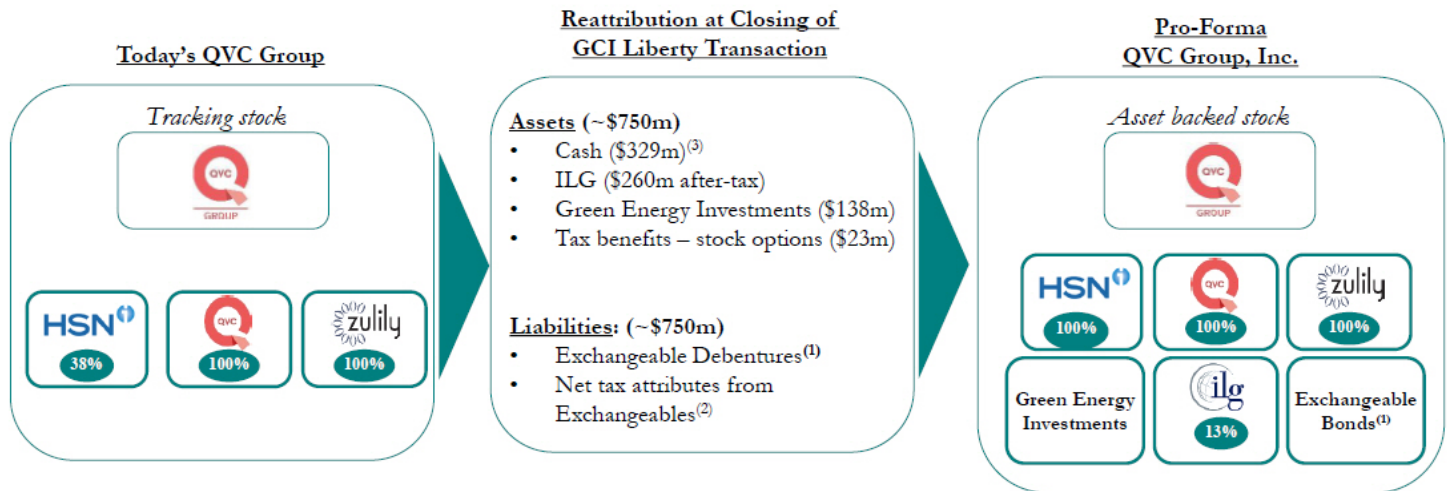 Today's QVC Group
Tracking stock
QVC
GROUP
HSN
38%
QVC
100%
zulily
100%
Reattribution at Closing of
GCI Liberty Transaction
Assets (~$750m)
• Cash ($329m)(3)
• ILG ($260m after-tax)
• Green Energy Investments ($138m)
• Tax benefits – stock options ($23m)
Liabilities: (~$750m)
• Exchangeable Debentures(1)
• Net tax attributes from
Exchangeables(2)
Pro-Forma
QVC Group, Inc.
Asset backed stock
QVC
GROUP
HSN
100%
QVC
100%
zulily
100%
Green Energy
Investments
ilg
13%
Exchangeable
Bonds(1)